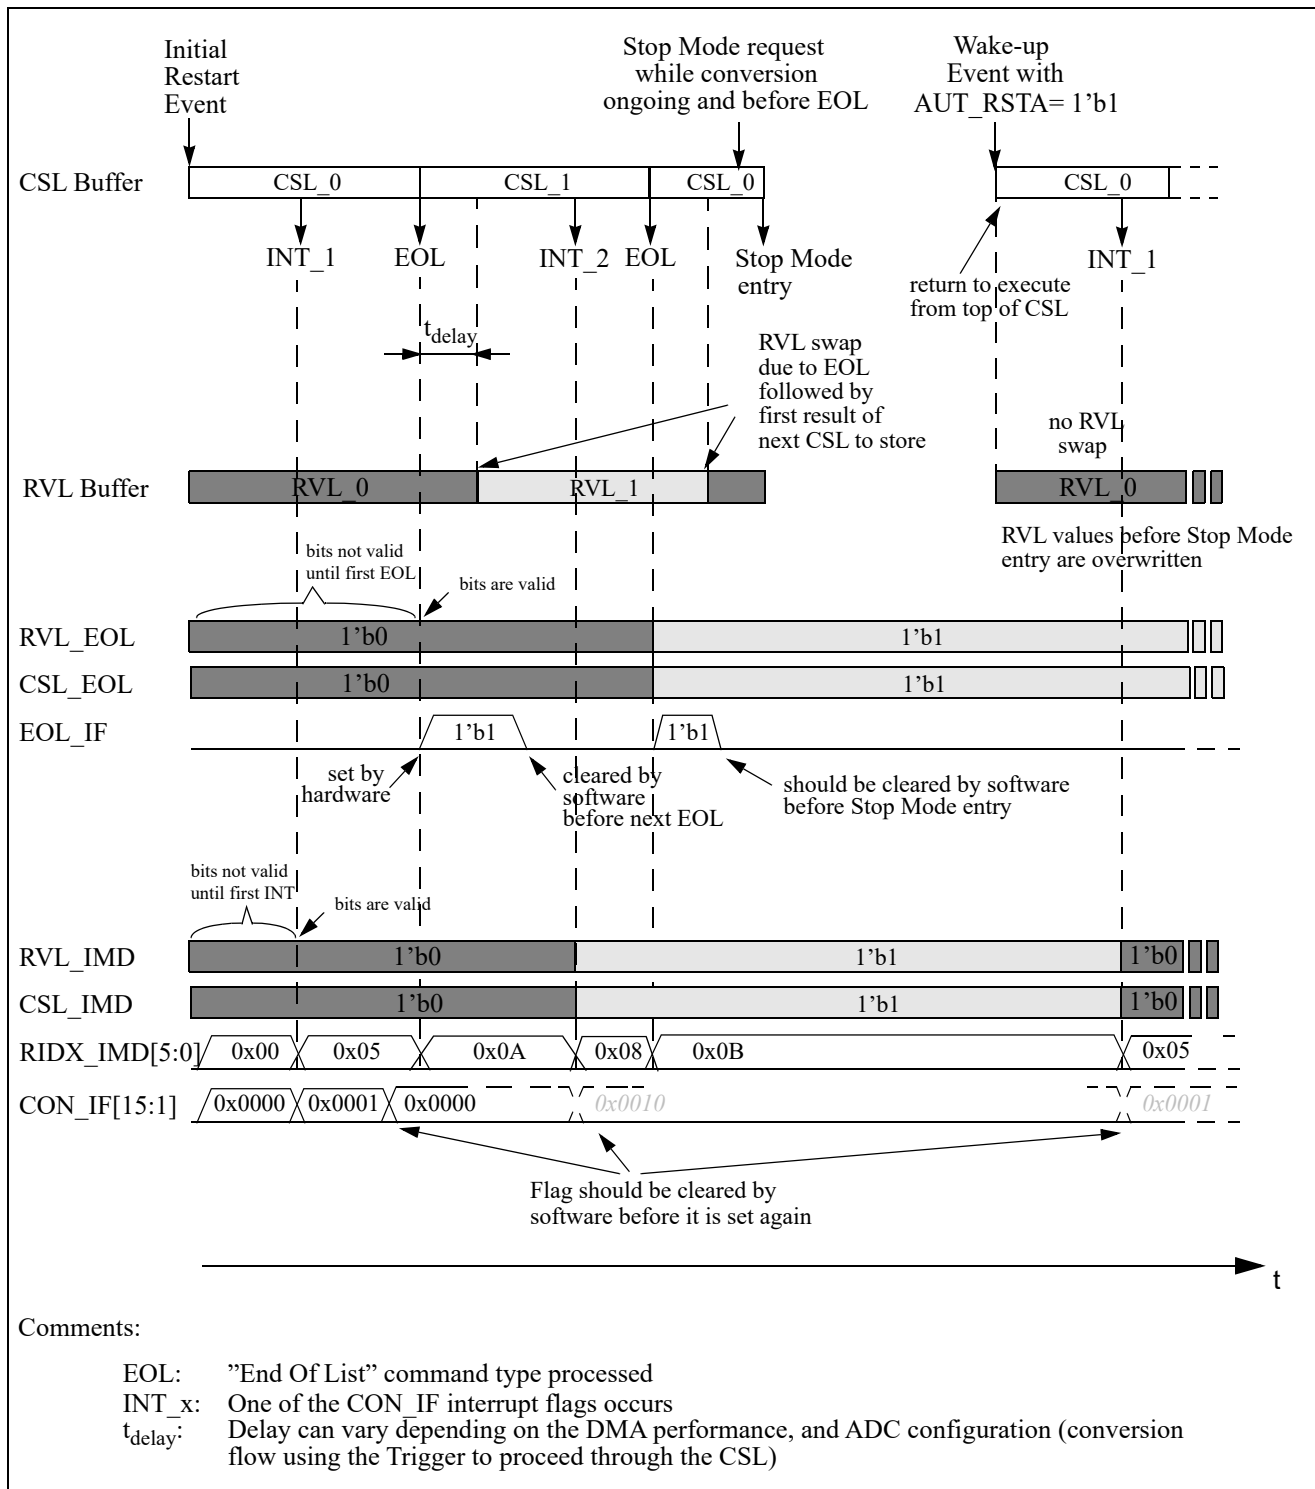 Initial
Restart
Event
Stop Mode request
while conversion
ongoing and before EOL
Wake-up
Event with
AUT_RSTA= 1’b1
CSL Buffer
CSL_0
CSL_1
CSL_0
CSL_0
INT_1
EOL
INT_2
EOL
Stop Mode
entry
INT_1
return to execute
from top of CSL
tdelay
RVL swap
due to EOL
followed by
first result of
next CSL to store
no RVL
swap
RVL Buffer
RVL_0
RVL_1
RVL_0
RVL values before Stop Mode
entry are overwritten
bits not valid
until first EOL
bits are valid
RVL_EOL
1’b0
1’b1
CSL_EOL
1’b0
1’b1
EOL_IF
1’b1
1’b1
set by
hardware
cleared by
software
before next EOL
should be cleared by software
before Stop Mode entry
bits not valid
until first INT
bits are valid
RVL_IMD
1’b0
1’b1
1’b0
CSL_IMD
1’b0
1’b1
1’b0
RIDX_IMD[5:0]
0x00
0x05
0x0A
0x08
0x0B
0x05
CON_IF[15:1]
0x0000
0x0001
0x0000
0x0010
0x0001
Flag should be cleared by
software before it is set again
t
Comments:
EOL: ”End Of List” command type processed
INT_x: One of the CON_IF interrupt flags occurs
tdelay: Delay can vary depending on the DMA performance, and ADC configuration (conversion
flow using the Trigger to proceed through the CSL)